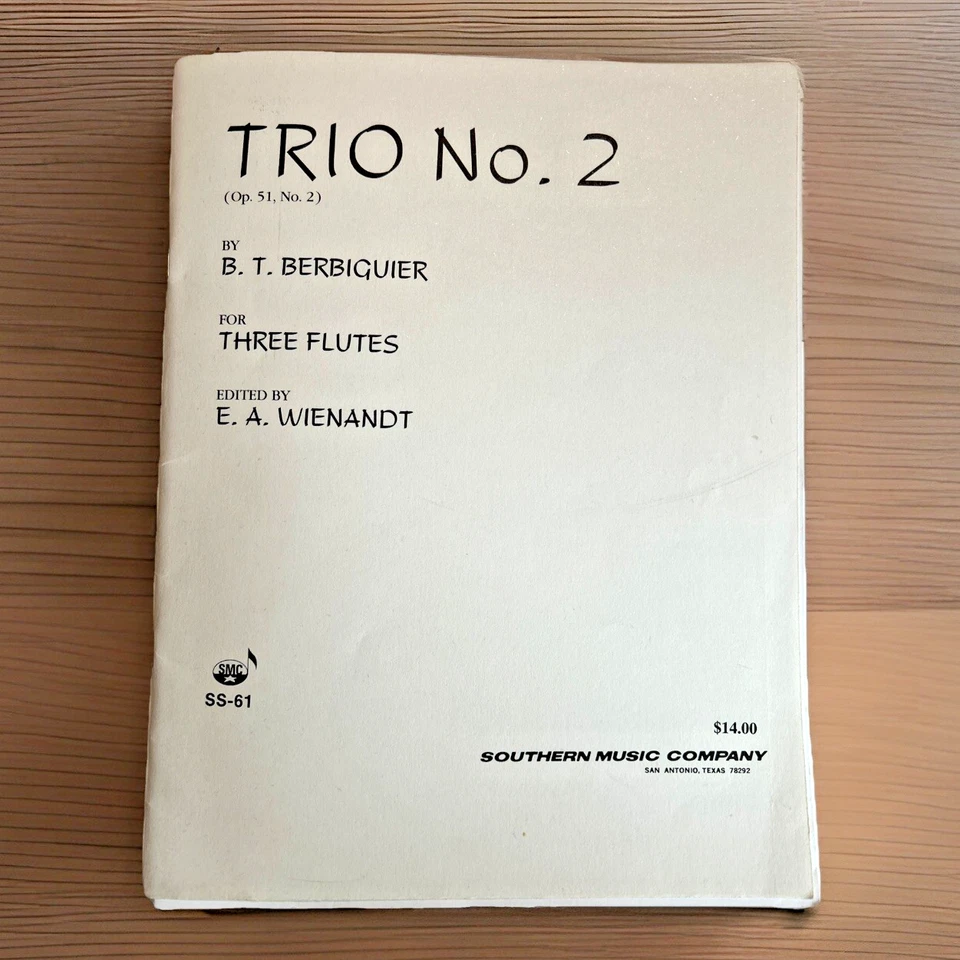 TRIO No. 2
(Op. 51, No. 2)
BY
B. T. BERBIGUIER
FOR
THREE FLUTES
EDITED BY
E. A. WIENANDT
SMC
SS-61
$14.00
SOUTHERN MUSIC COMPANY
SAN ANTONIO, TEXAS 78292